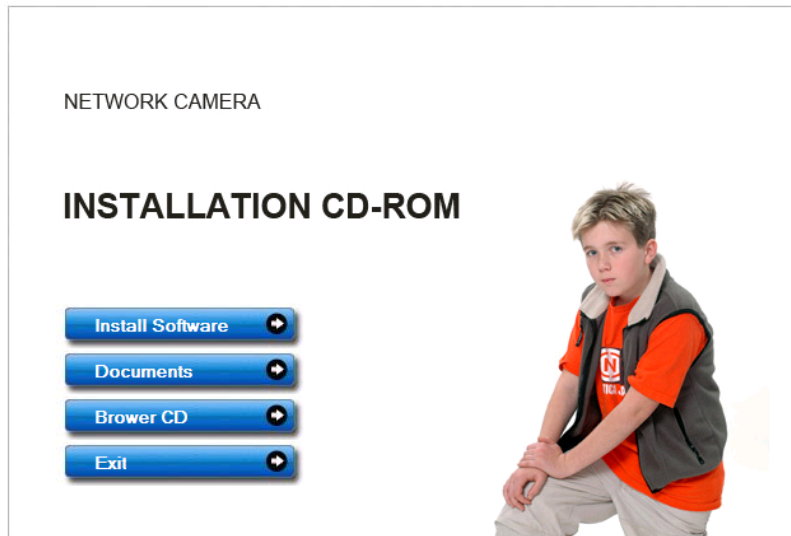 NETWORK CAMERA
INSTALLATION CD-ROM
Install Software
Documents
Brower CD
Exit
N